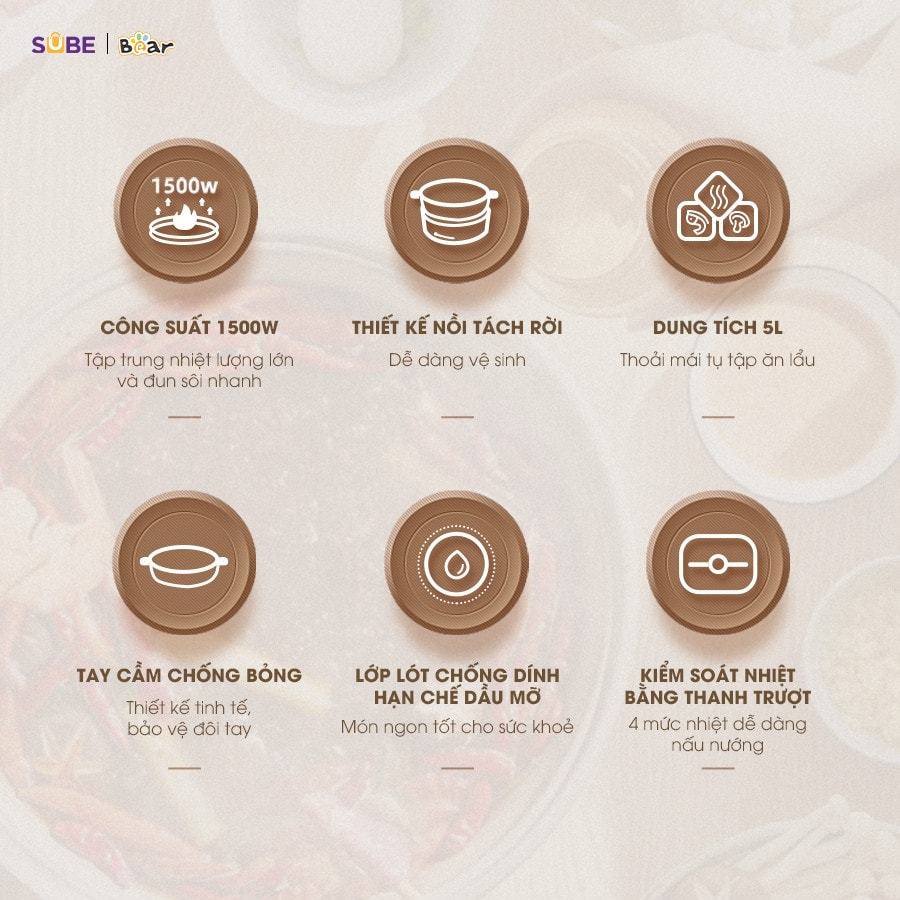 SUBE | Bear
1500w
CÔNG SUẤT 1500W
Tập trung nhiệt lượng lớn
và đun sôi nhanh
THIẾT KẾ NỒI TÁCH RỜI
Dễ dàng vệ sinh
DUNG TÍCH 5L
Thoải mái tụ tập ăn lẩu
TAY CẦM CHỐNG BỎNG
Thiết kế tinh tế,
bảo vệ đôi tay
LỚP LÓT CHỐNG DÍNH
HẠN CHẾ DẦU MỠ
Món ngon tốt cho sức khoẻ
KIỂM SOÁT NHIỆT
BẰNG THANH TRƯỢT
4 mức nhiệt dễ dàng
nấu nướng